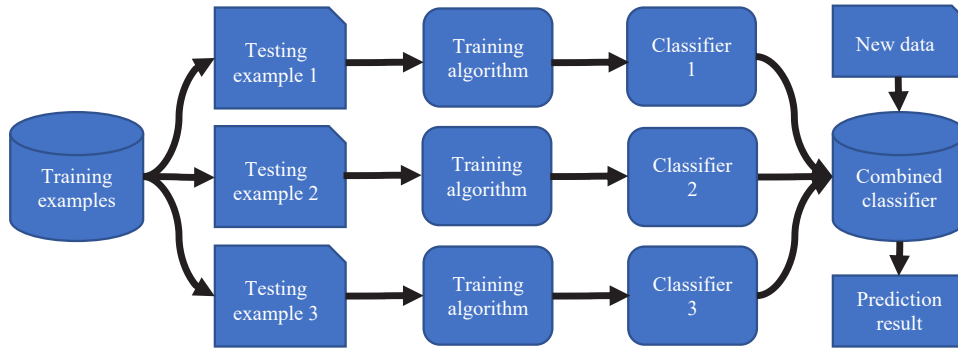 Training
examples
Testing
example 1
Training
algorithm
Classifier
1
Testing
example 2
Training
algorithm
Classifier
2
Testing
example 3
Training
algorithm
Classifier
3
New data
Combined
classifier
Prediction
result